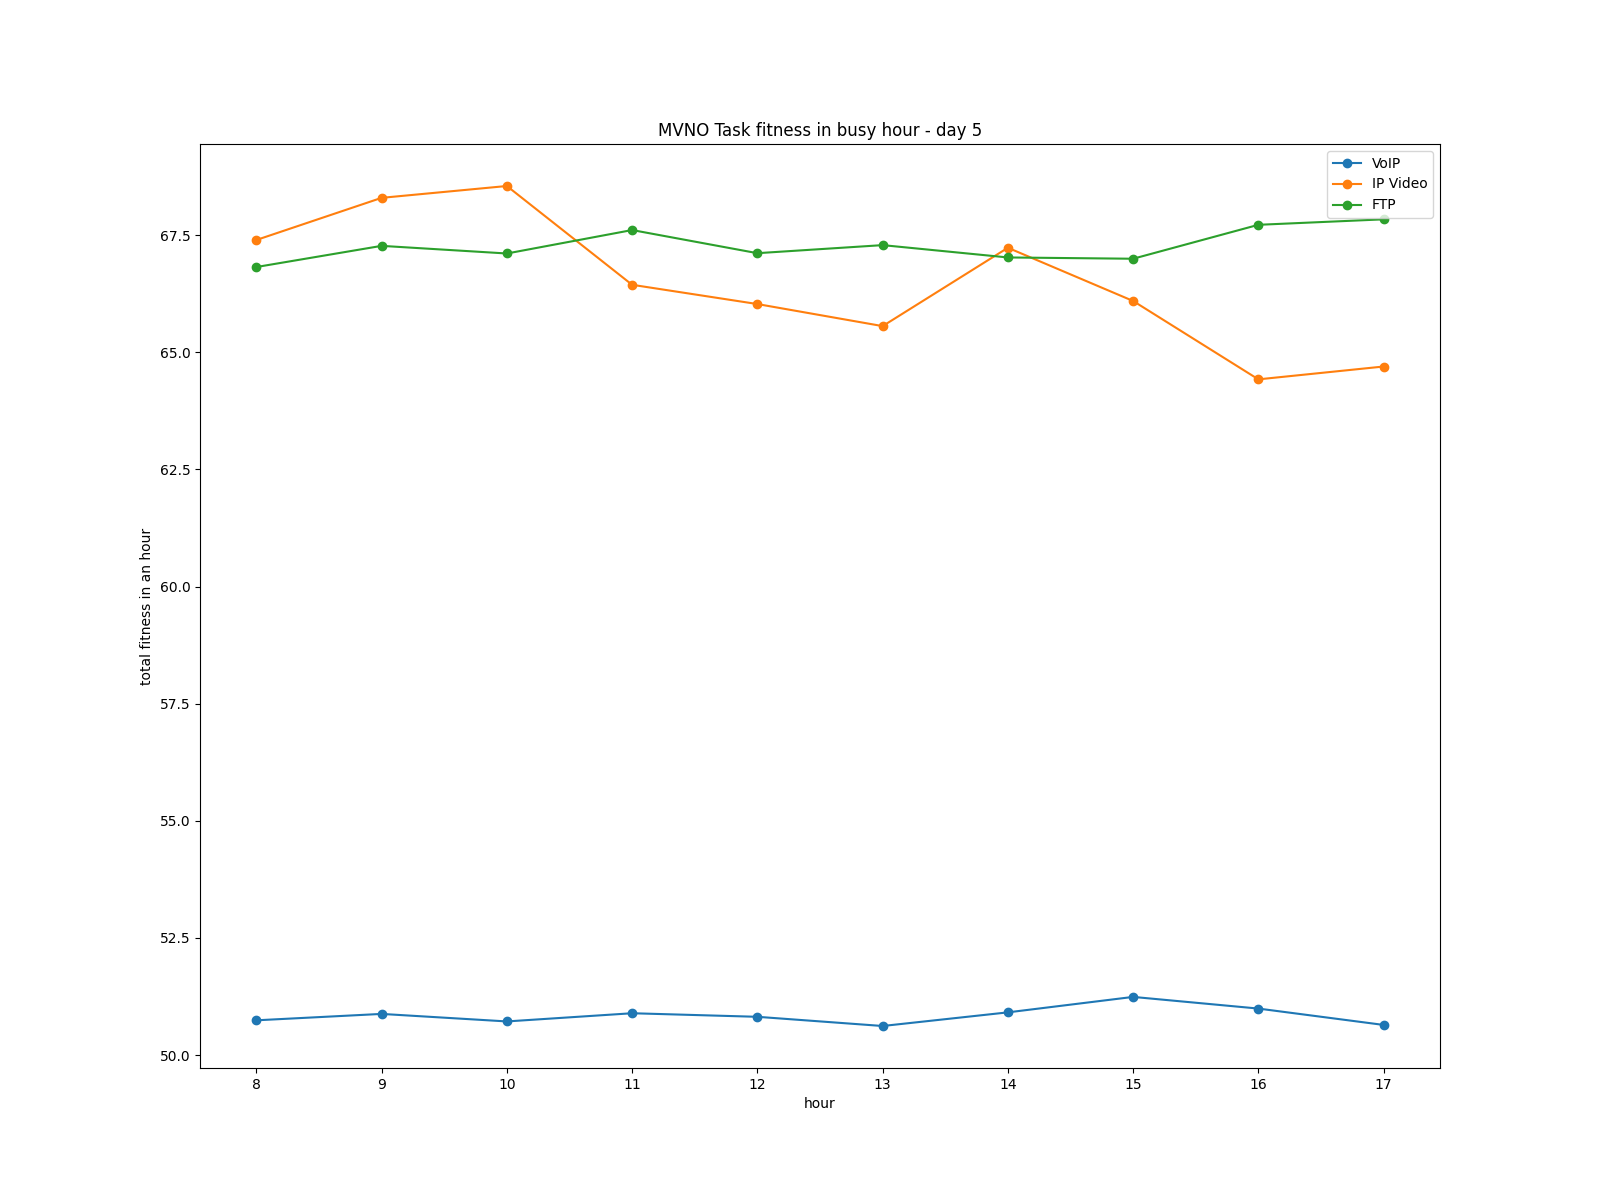 MVNO Task fitness in busy hour - day 5
VoIP
IP Video
FTP
67.5
65.0
62.5
60.0
57.5
55.0
52.5
50.0
total fitness in an hour
8 9 10 11 12 13 14 15 16 17
hour